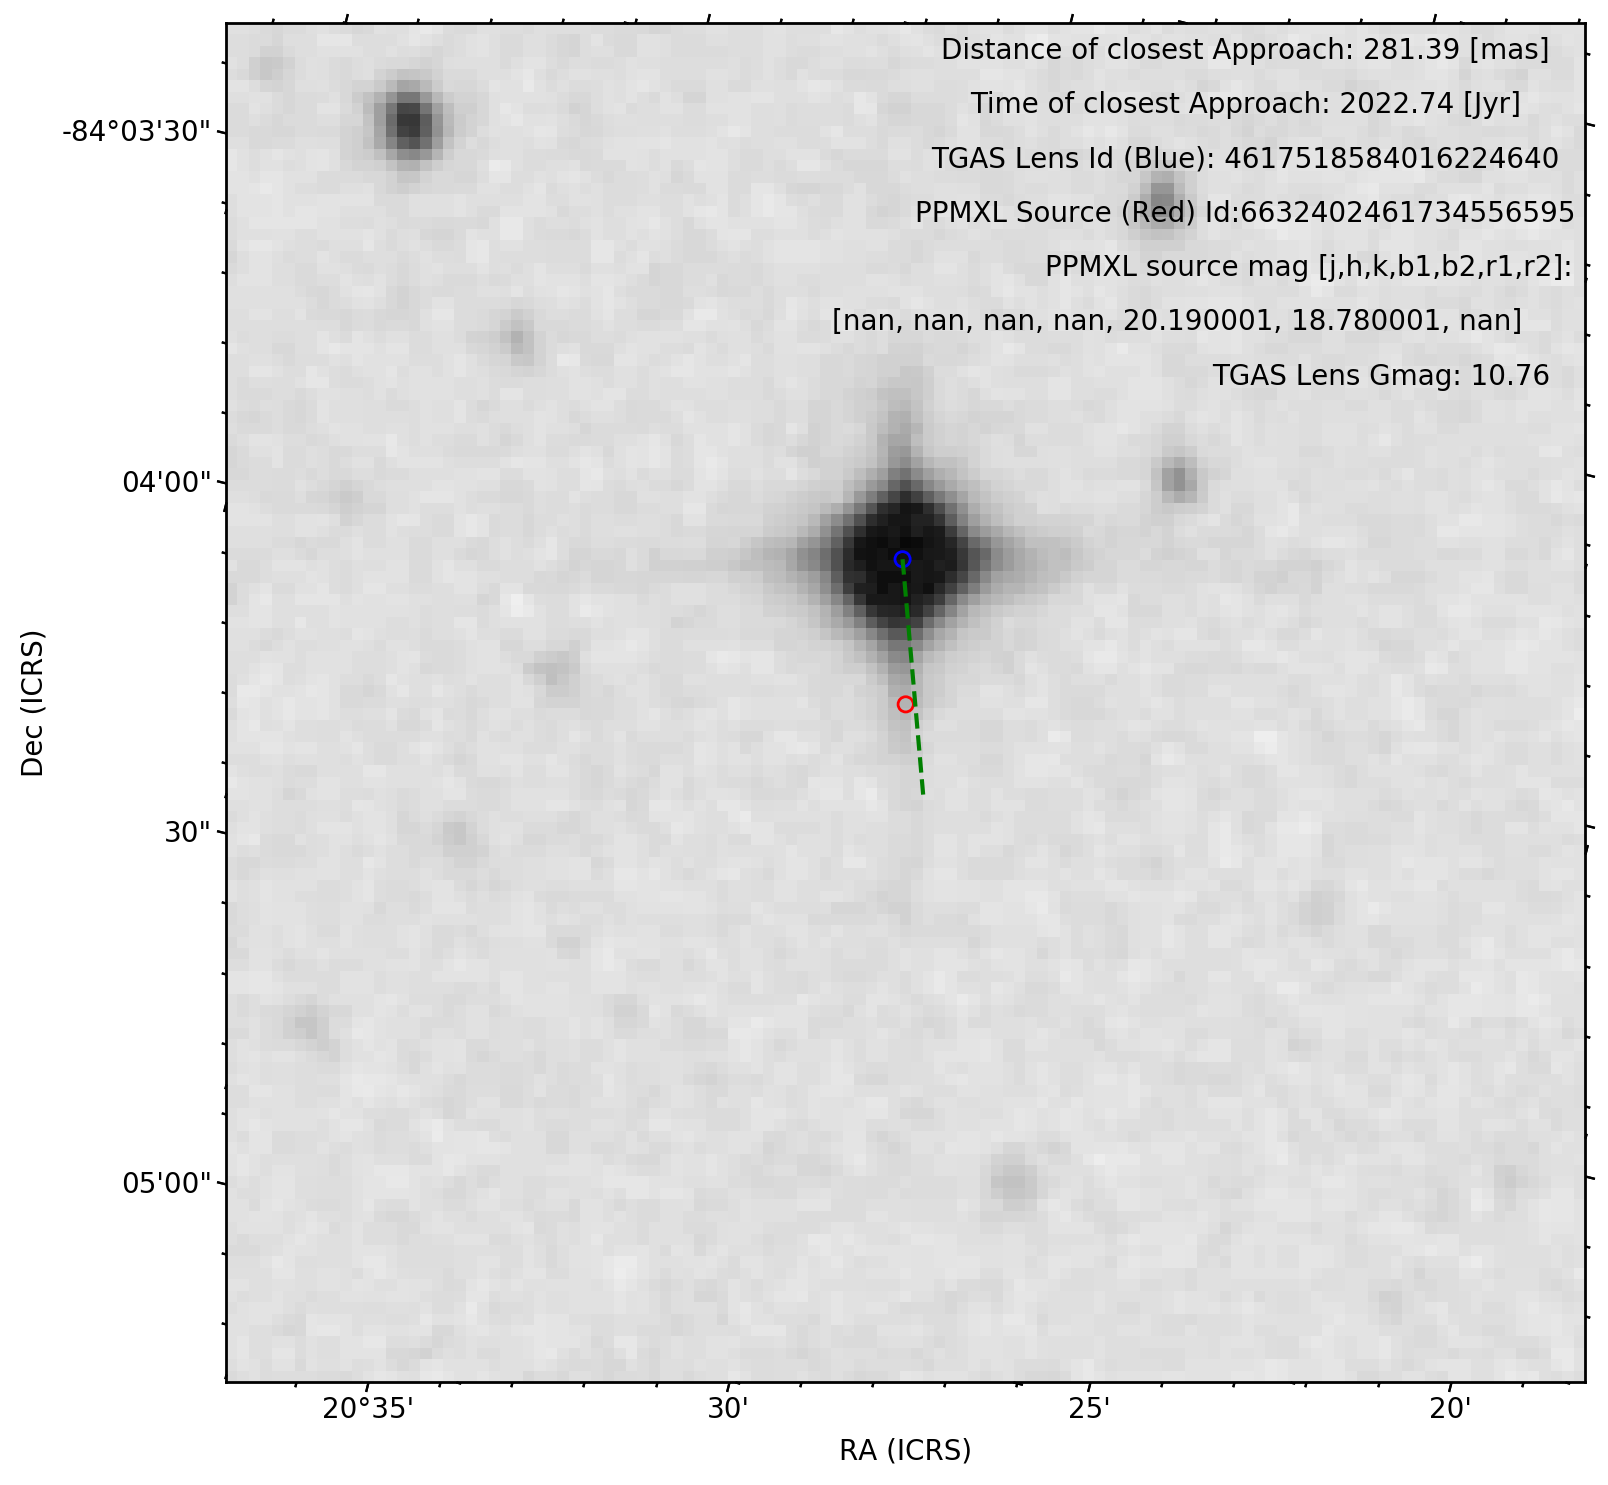 Distance of closest Approach: 281.39 [mas]
Time of closest Approach: 2022.74 [Jyr]
TGAS Lens Id (Blue): 4617518584016224640
PPMXL Source (Red) Id:6632402461734556595
PPMXL source mag [j,h,k,b1,b2,r1,r2]:
[nan, nan, nan, nan, 20.190001, 18.780001, nan]
TGAS Lens Gmag: 10.76
-84°03'30"
04'00"
30"
05'00"
Dec (ICRS)
20°35'
30'
25'
20'
RA (ICRS)